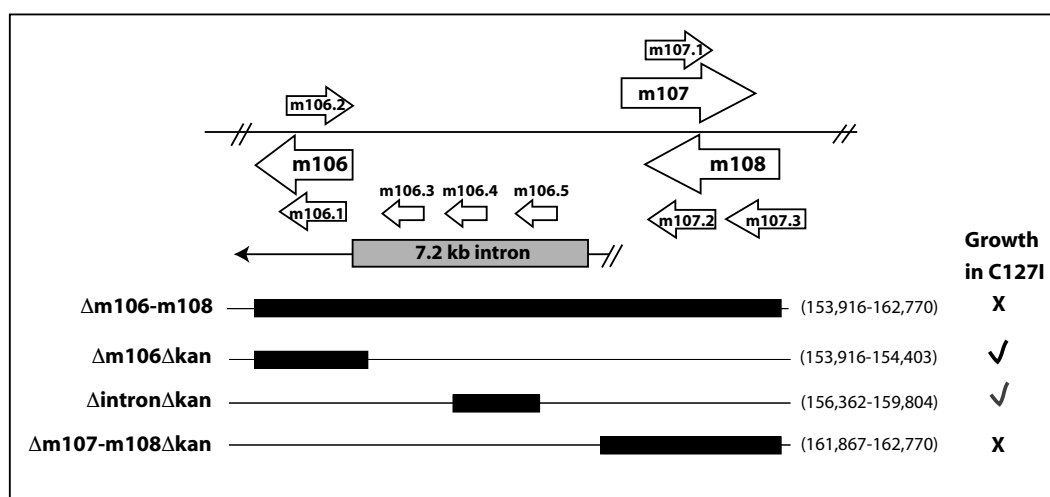 m107.1
m107
m106.2
m106
m108
m106.3 m106.4 m106.5
m106.1
m107.2 m107.3
7.2 kb intron
Growth
in C127I
Δm106-m108 (153,916-162,770) X
Δm106Δkan (153,916-154,403) ✓
ΔintronΔkan (156,362-159,804) ✓
Δm107-m108Δkan (161,867-162,770) X